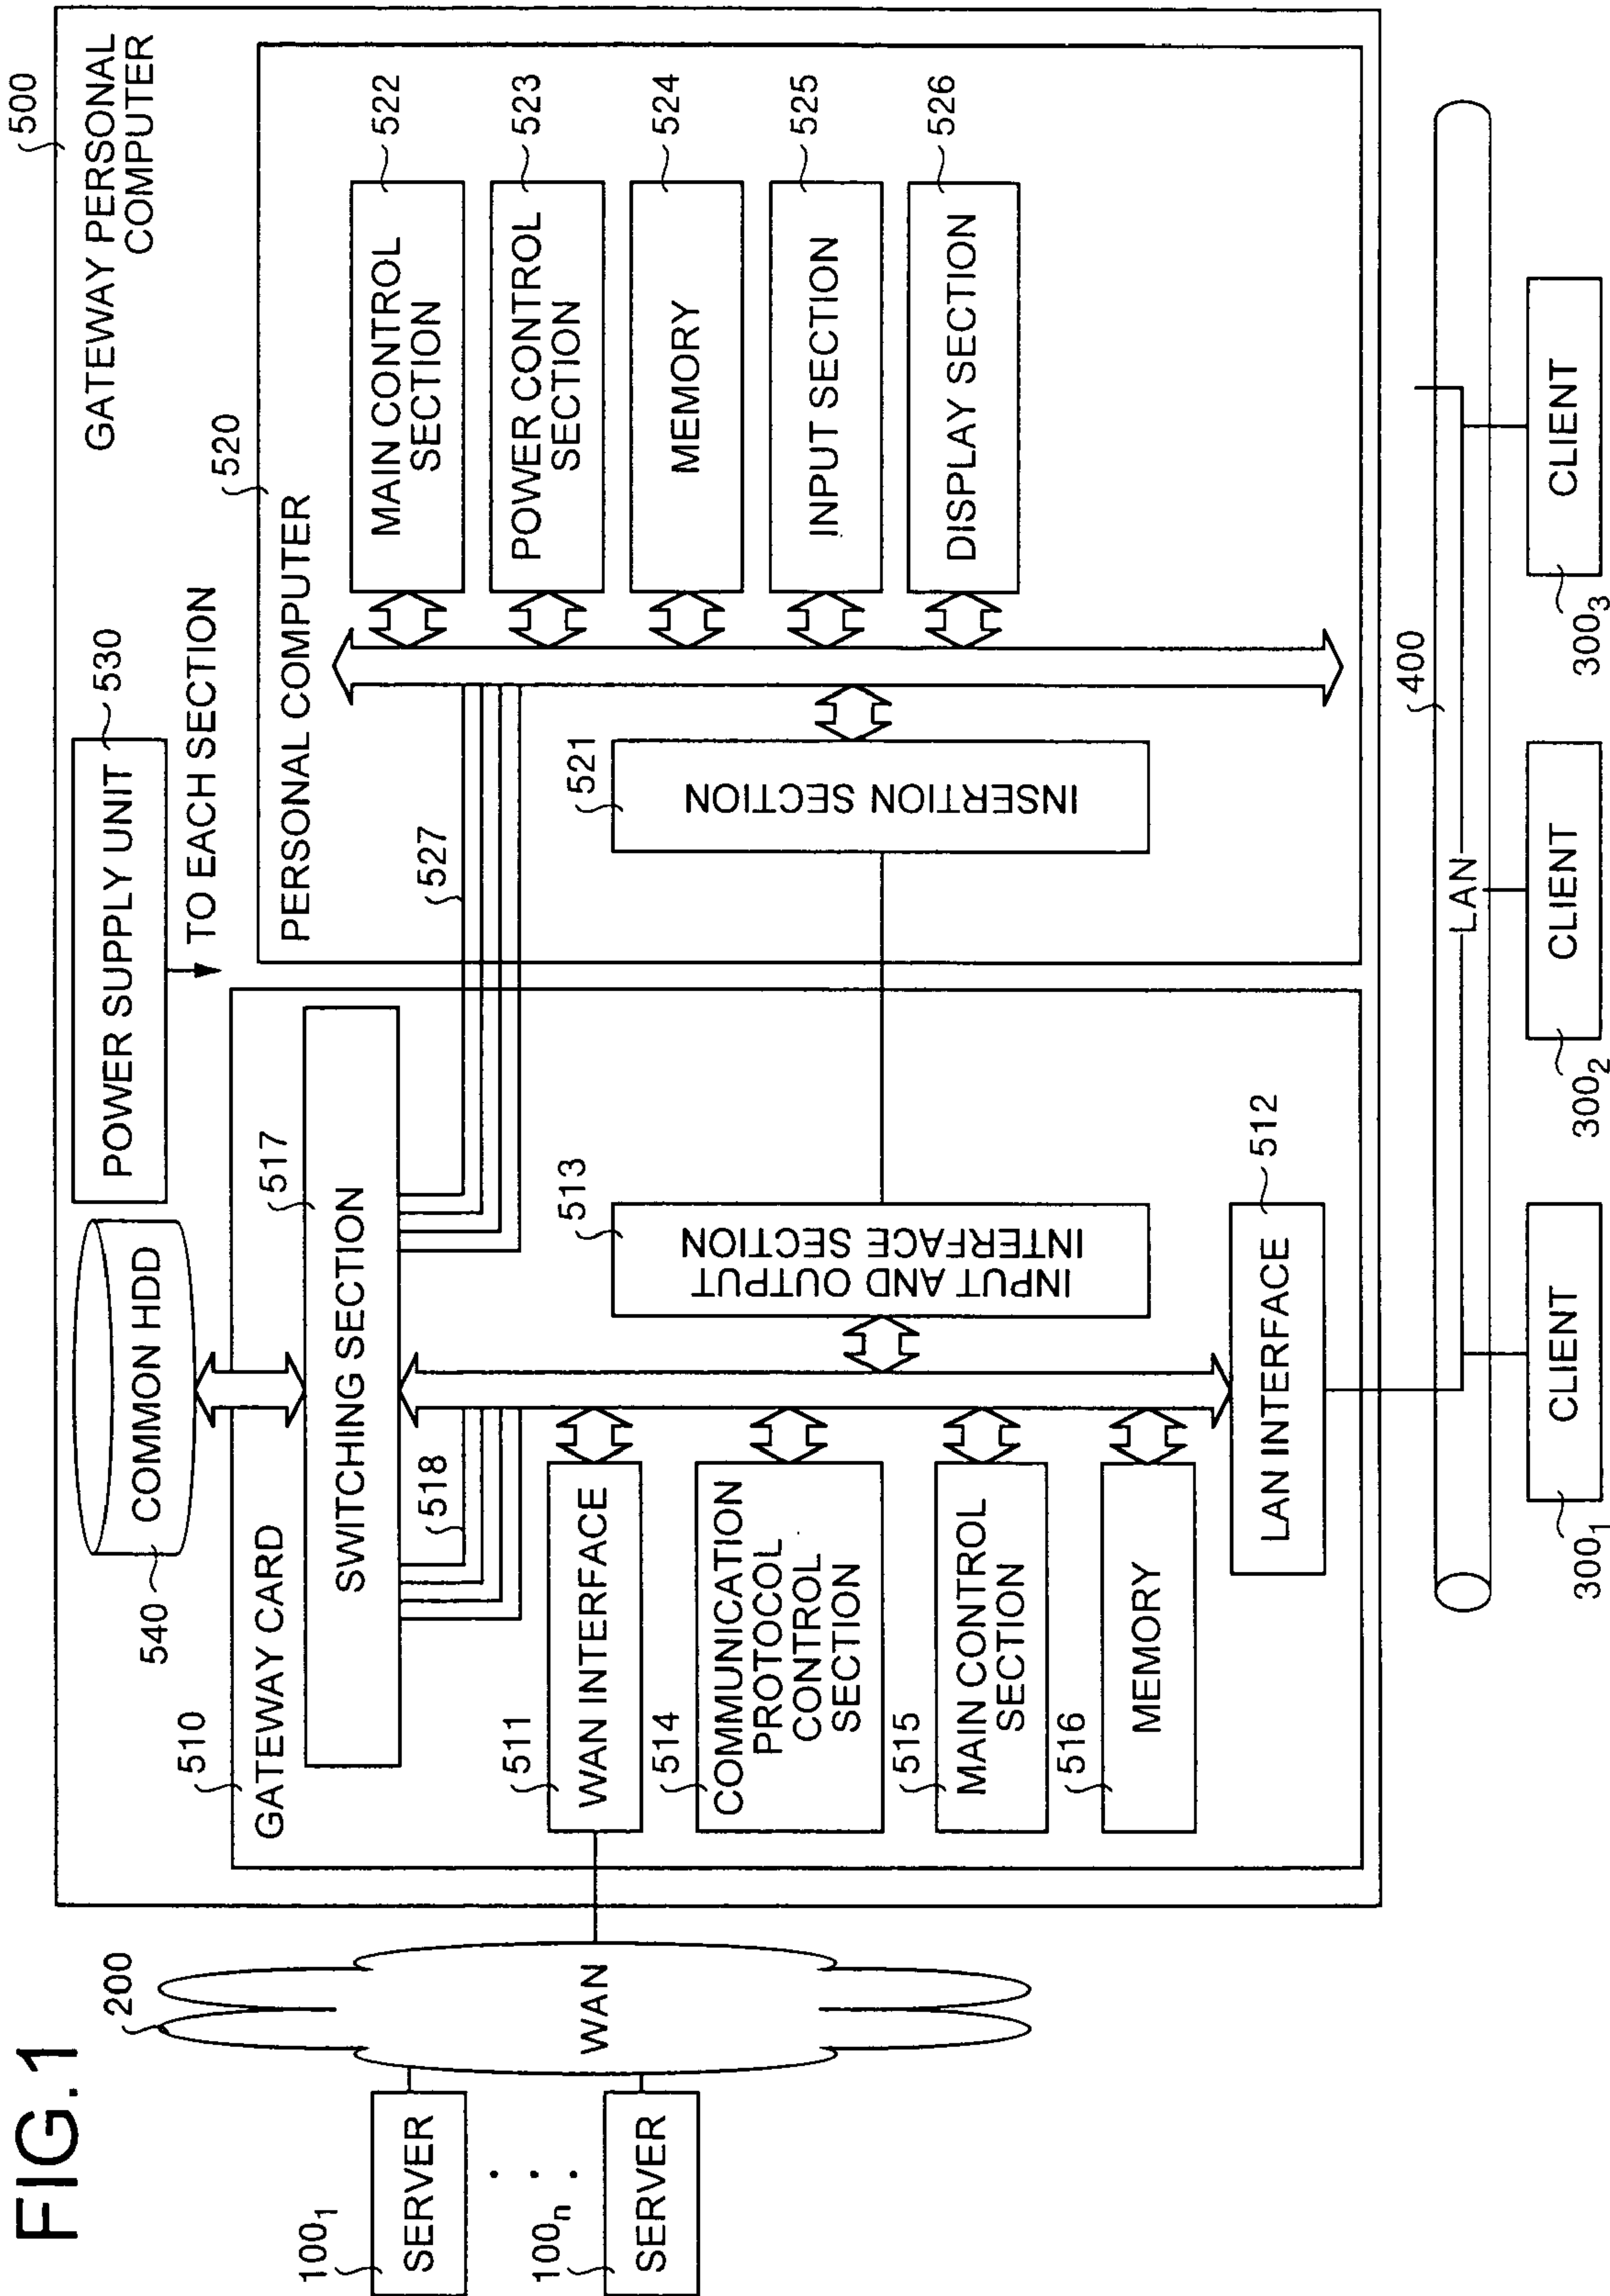 FIG.1
500
GATEWAY PERSONAL
COMPUTER
540
COMMON HDD
POWER SUPPLY UNIT
530
TO EACH SECTION
510
GATEWAY CARD
517
SWITCHING SECTION
518
527
511
WAN INTERFACE
514
COMMUNICATION
PROTOCOL
CONTROL
SECTION
515
MAIN CONTROL
SECTION
516
MEMORY
513
INPUT AND OUTPUT
INTERFACE SECTION
512
LAN INTERFACE
520
PERSONAL COMPUTER
521
INSERTION SECTION
MAIN CONTROL
SECTION
522
POWER CONTROL
SECTION
523
MEMORY
524
INPUT SECTION
525
DISPLAY SECTION
526
200
WAN
100₁
SERVER
100ₙ
SERVER
400
LAN
CLIENT
300₁
CLIENT
300₂
CLIENT
300₃